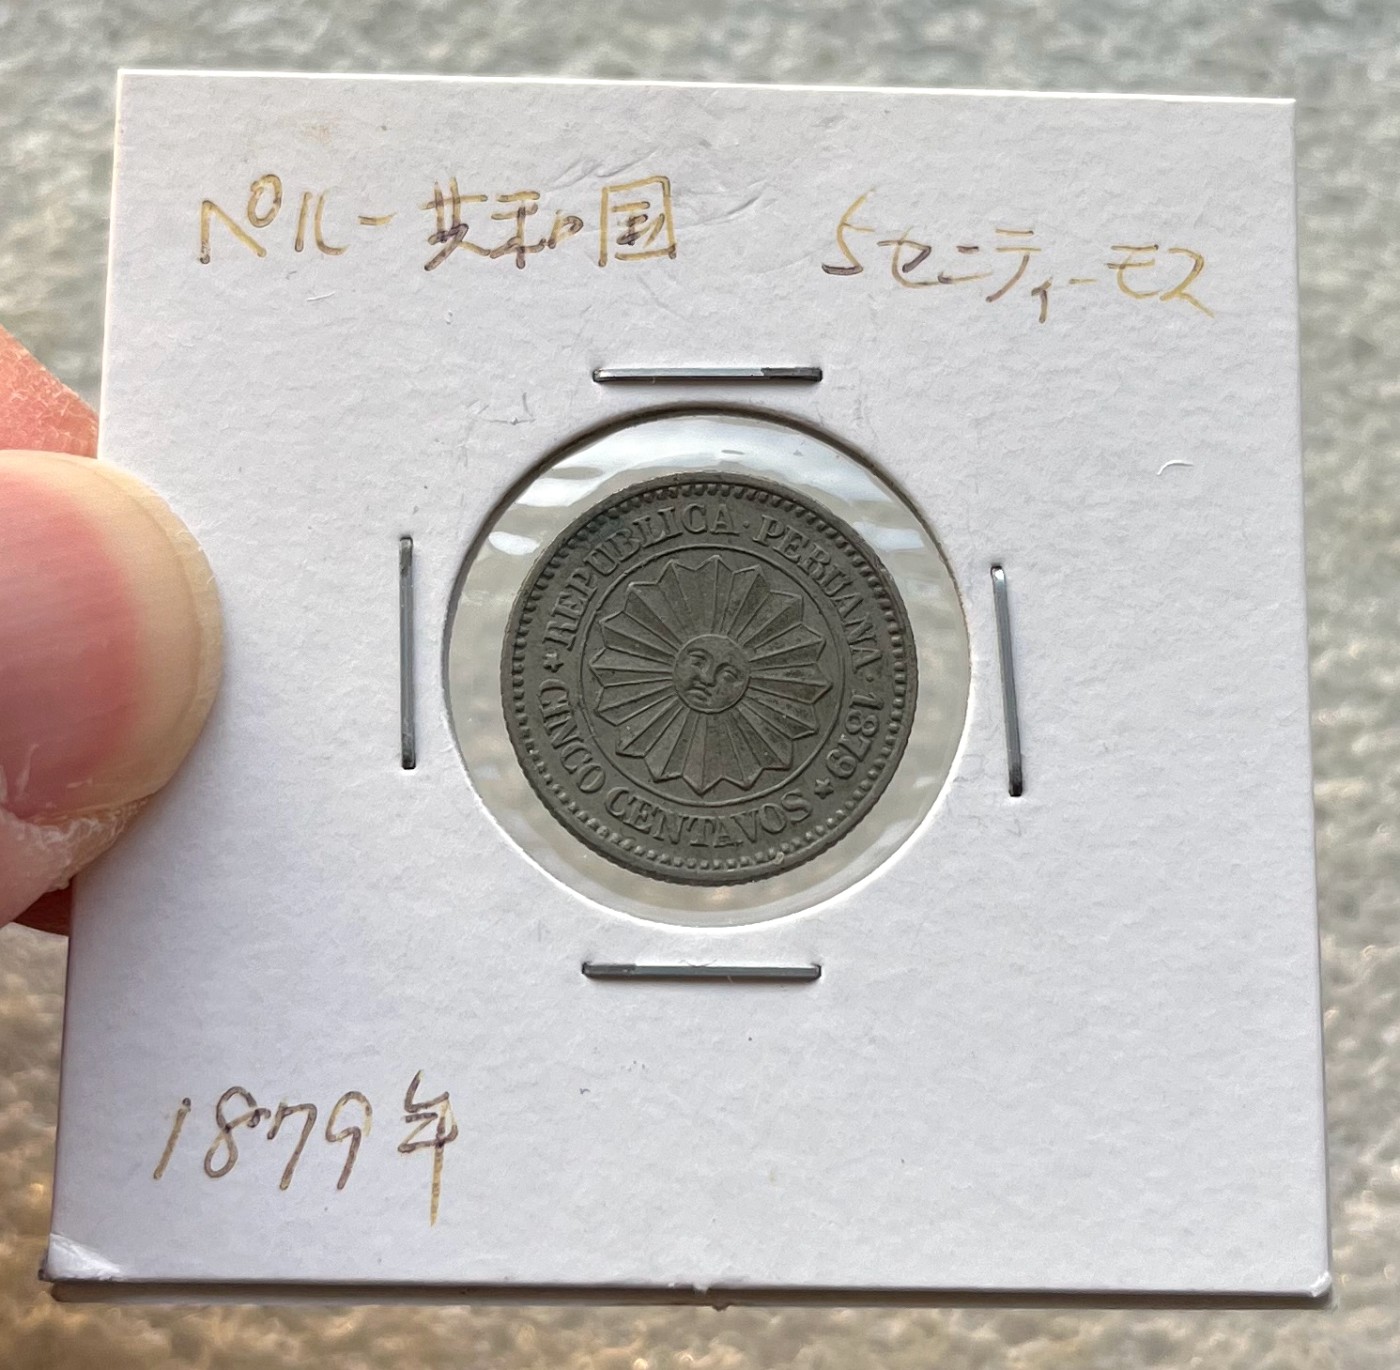 ペルー共和国 5センティーモス
REPUBLICA · PERUANA · 1879
CINCO CENTAVOS
1879年